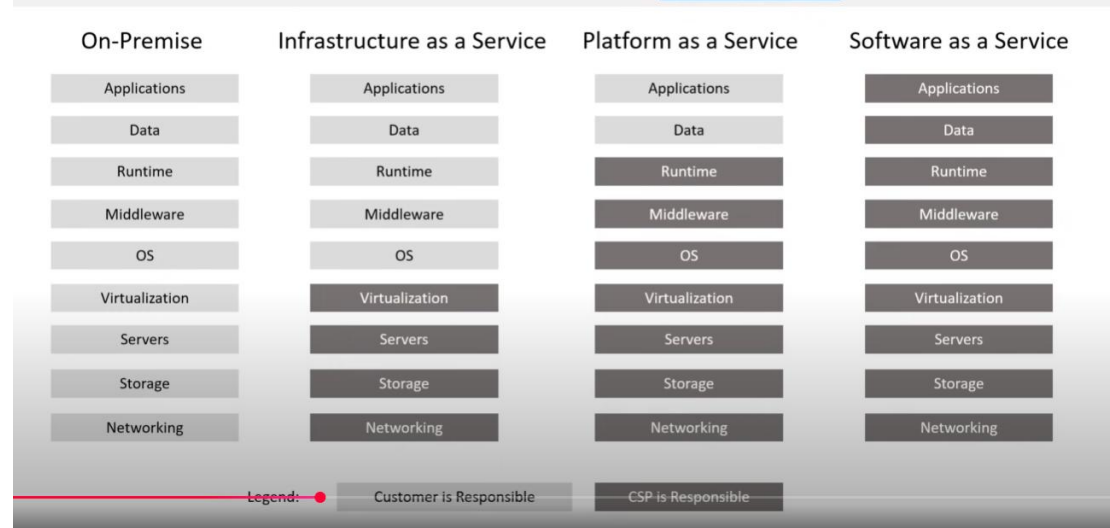 On-Premise Infrastructure as a Service Platform as a Service Software as a Service
Applications Applications Applications Applications
Data Data Data Data
Runtime Runtime Runtime Runtime
Middleware Middleware Middleware Middleware
OS OS OS OS
Virtualization Virtualization Virtualization Virtualization
Servers Servers Servers Servers
Storage Storage Storage Storage
Networking Networking Networking Networking
Legend: Customer is Responsible CSP is Responsible